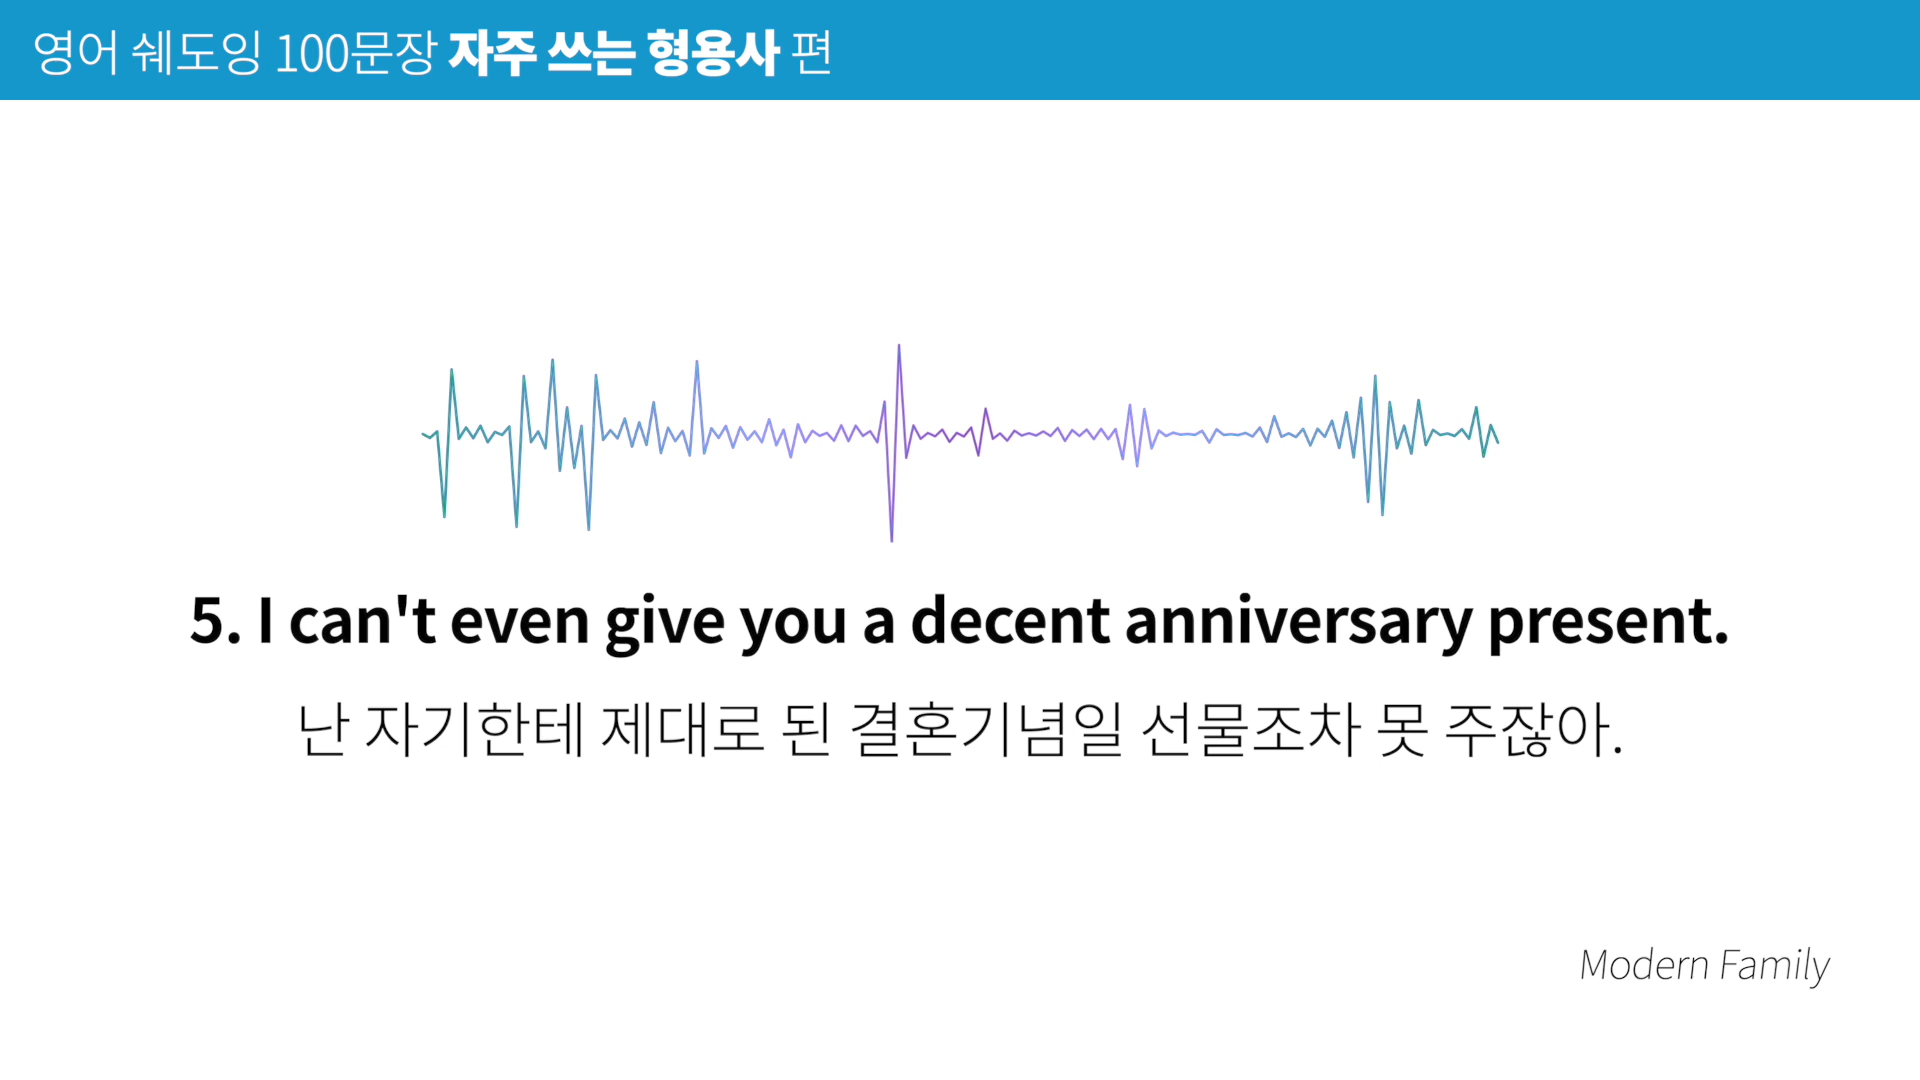 영어 쉐도잉 100문장 자주 쓰는 형용사 편
5. I can't even give you a decent anniversary present.
난 자기한테 제대로 된 결혼기념일 선물조차 못 주잖아.
Modern Family